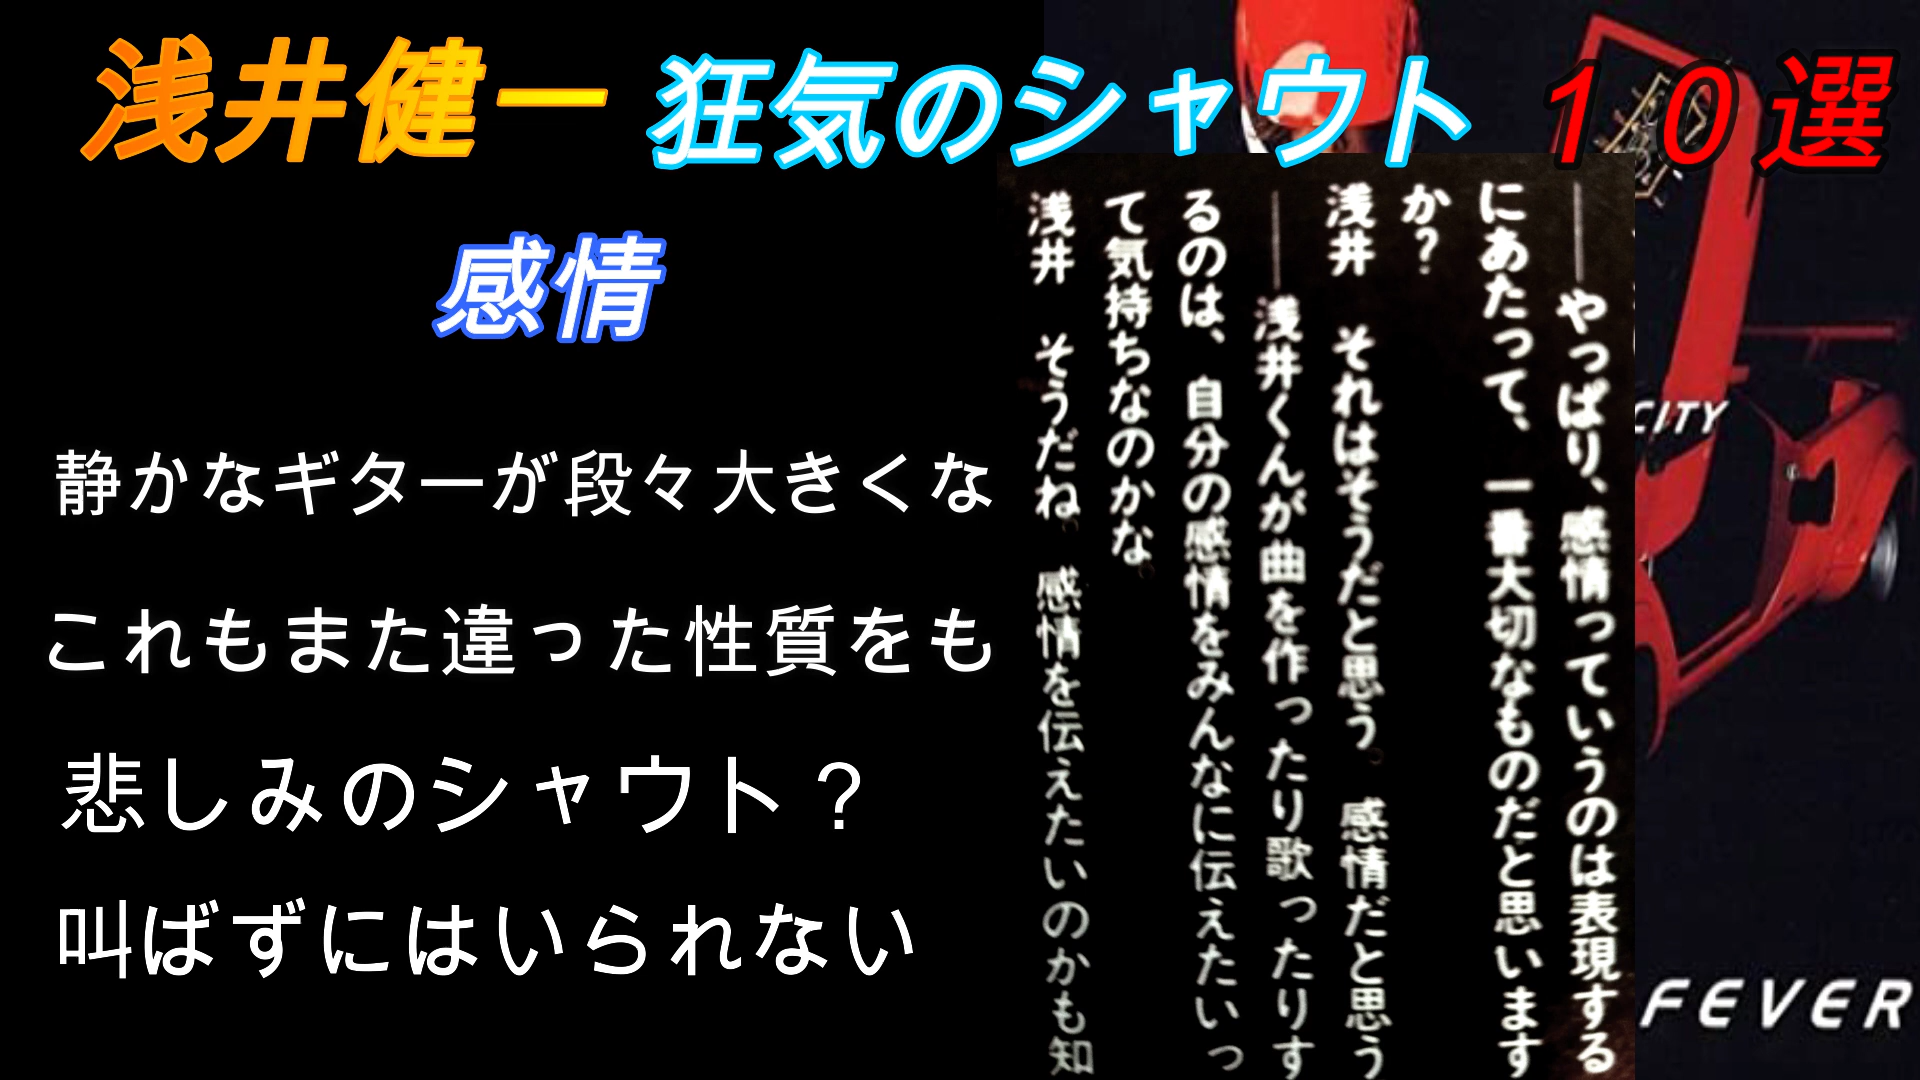 浅井健一 狂気のシャウト 10選
感情
静かなギターが段々大きくな
これもまた違った性質をも
悲しみのシャウト?
叫ばずにはいられない
――やっぱり、感情っていうのは表現する
にあたって、一番大切なものだと思います
か?
浅井 それはそうだと思う。感情だと思う
――浅井くんが曲を作ったり歌ったりす
るのは、自分の感情をみんなに伝えたいっ
て気持ちなのかな。
浅井 そうだね。感情を伝えたいのかも知
CITY
FEVER